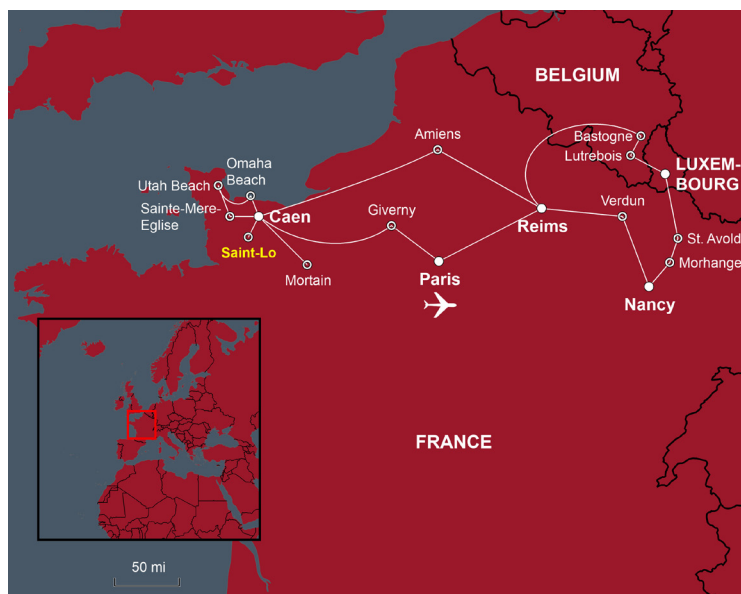 BELGIUM
Amiens
Bastogne
Lutrebois
LUXEM-
BOURG
Omaha
Beach
Utah Beach
Sainte-Mere-
Eglise
Caen
Giverny
Verdun
Reims
St. Avold
Saint-Lo
Morhange
Mortain
Paris
Nancy
FRANCE
50 mi